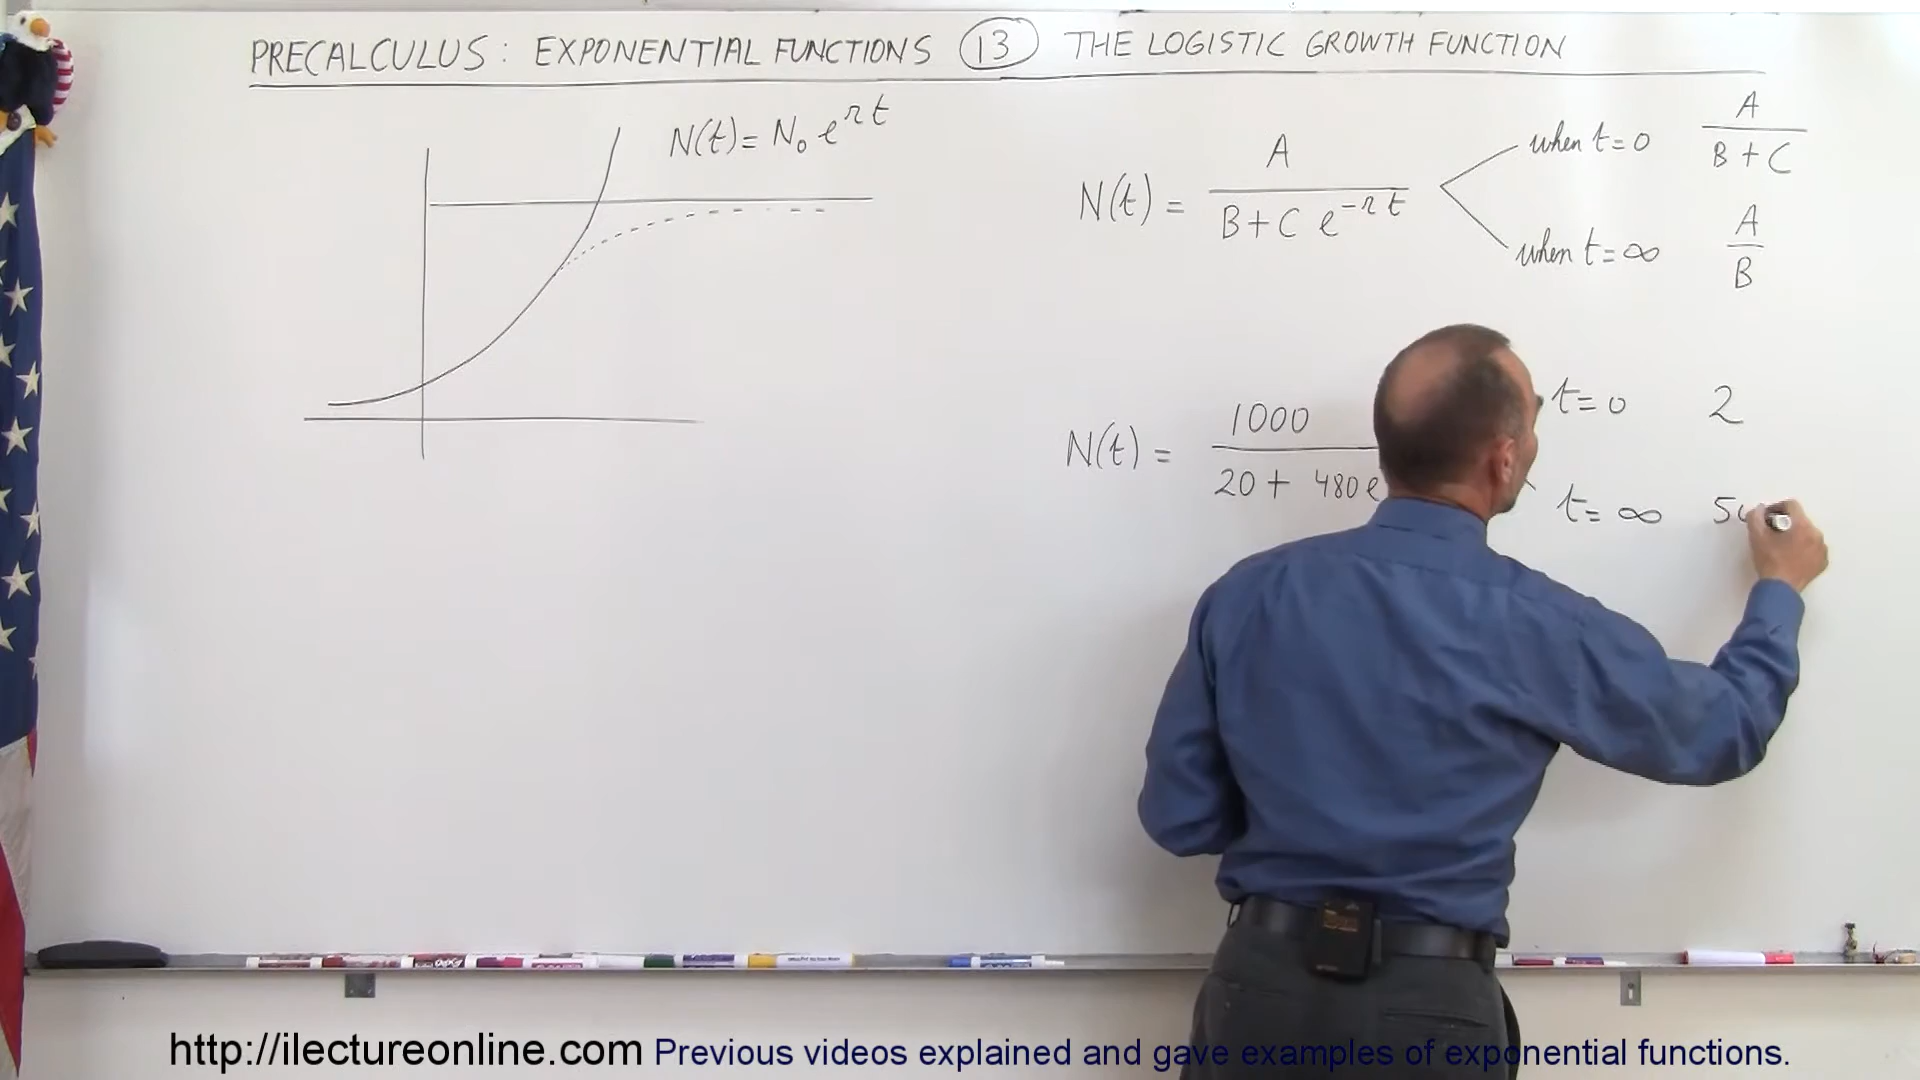 PRECALCULUS: EXPONENTIAL FUNCTIONS 13 THE LOGISTIC GROWTH FUNCTION
N(t) = N₀ e^rt
N(t) = A / (B + C e^-rt)
when t = 0 A / (B + C)
when t = ∞ A / B
N(t) = 1000 / (20 + 480e
t = 0 2
t = ∞ 50
http://ilectureonline.com Previous videos explained and gave examples of exponential functions.